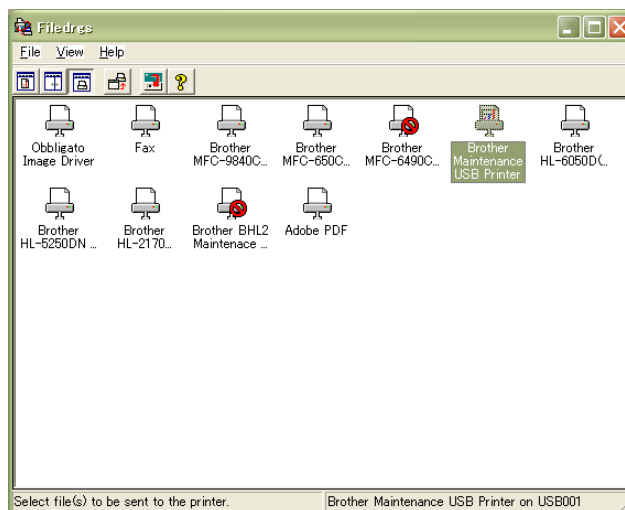 Filedrgs
File View Help
Obbligato
Image Driver
Fax
Brother
MFC-9840C...
Brother
MFC-650C...
Brother
MFC-6490C...
Brother
Maintenance
USB Printer
Brother
HL-6050D(...
Brother
HL-5250DN ...
Brother
HL-2170...
Brother BHL2
Maintenace ...
Adobe PDF
Select file(s) to be sent to the printer.
Brother Maintenance USB Printer on USB001